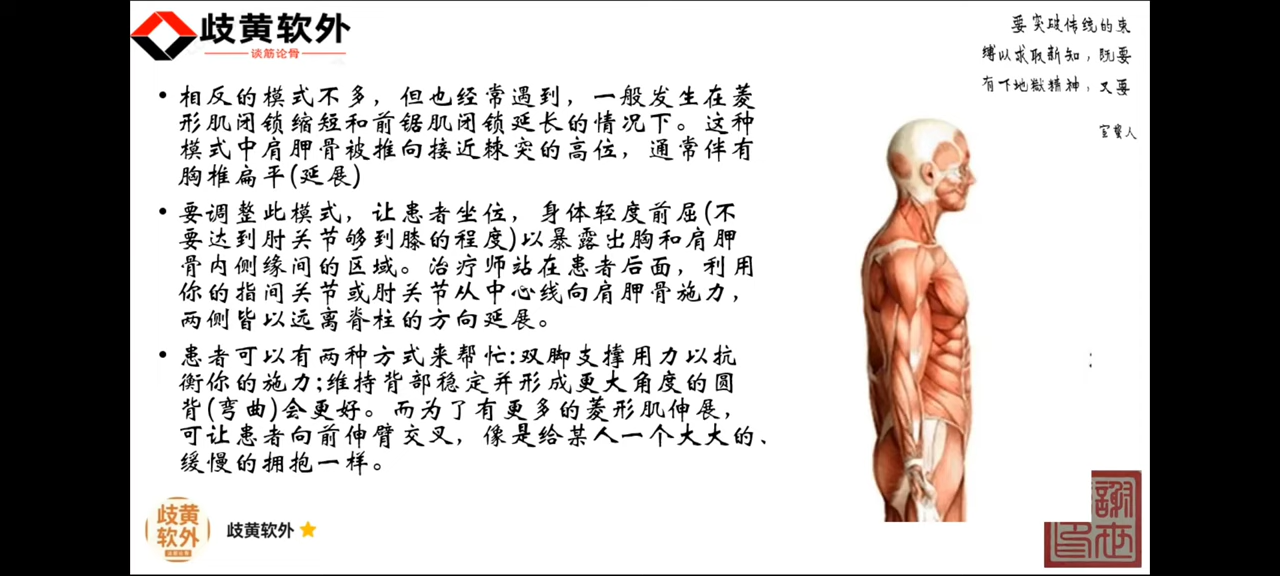 歧黄软外
谈筋论骨
要突破传统的束
缚以求取新知，既要
有下地狱精神，又要
宣蛰人
• 相反的模式不多，但也经常遇到，一般发生在菱
形肌闭锁缩短和前锯肌闭锁延长的情况下。这种
模式中肩胛骨被推向接近棘突的高位，通常伴有
胸椎扁平(延展)
• 要调整此模式，让患者坐位，身体轻度前屈(不
要达到肘关节够到膝的程度)以暴露出胸和肩胛
骨内侧缘间的区域。治疗师站在患者后面，利用
你的指间关节或肘关节从中心线向肩胛骨施力，
两侧皆以远离脊柱的方向延展。
• 患者可以有两种方式来帮忙:双脚支撑用力以抗
衡你的施力;维持背部稳定并形成更大角度的圆
背(弯曲)会更好。而为了有更多的菱形肌伸展，
可让患者向前伸臂交叉，像是给某人一个大大的、
缓慢的拥抱一样。
歧黄
软外
谈筋论骨
歧黄软外